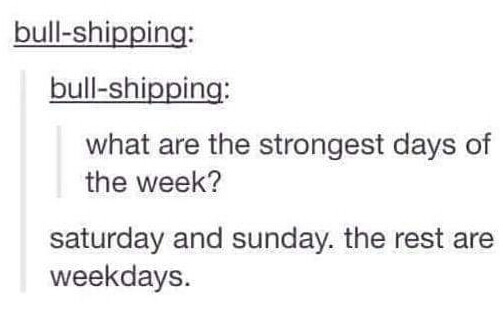 bull-shipping:
bull-shipping:
what are the strongest days of
the week?
saturday and sunday. the rest are
weekdays.